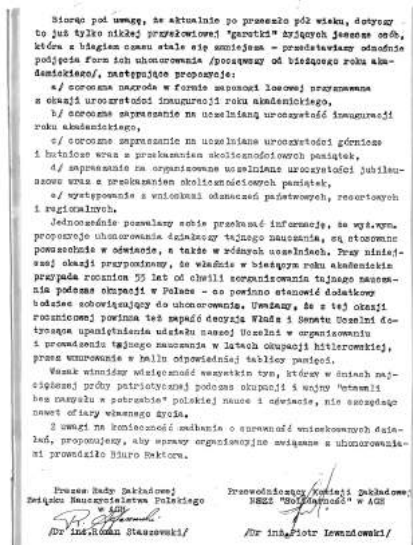 Biorąc pod uwagę, że aktualnie po przeszło pół wieku, dotyczy
to już tylko nikłej przysłowiowej "garstki" żyjących jeszcze osób,
która z biegiem czasu stale się zmniejsza - przedstawiamy odnośnie
podjęcia form ich uhonorowania /począwszy od bieżącego roku aka-
demickiego/, następujące propozycje:
a/ coroczna nagroda w formie zapomogi losowej przyznawana
z okazji uroczystości inauguracji roku akademickiego,
b/ coroczne zapraszanie na uczelnianą uroczystość inauguracji
roku akademickiego,
c/ coroczne zapraszanie na uczelniane uroczystości górnicze
i hutnicze wraz z przekazaniem okolicznościowych pamiątek,
d/ zapraszanie na organizowane uczelniane uroczystości jubileu-
szowe wraz z przekazaniem okolicznościowych pamiątek,
e/ występowanie z wnioskami odznaczeń państwowych, resortowych
i regionalnych.
Jednocześnie pozwalamy sobie przekazać informację, że wyż.wym.
propozycje uhonorowania działaczy tajnego nauczania, są stosowane
powszechnie w oświacie, a także w różnych uczelniach. Przy niniej-
szej okazji przypominamy, że właśnie w bieżącym roku akademickim
przypada rocznica 55 lat od chwili zorganizowania tajnego naucza-
nia podczas okupacji w Polsce - co powinno stanowić dodatkowy
bodziec zobowiązujący do uhonorowania. Uważamy, że z tej okazji
rocznicowej powinna też zapaść decyzja Władz i Senatu Uczelni do-
tycząca upamiętnienia udziału naszej Uczelni w organizowaniu
i prowadzeniu tajnego nauczania w latach okupacji hitlerowskiej,
przez wmurowanie w hallu odpowiedniej tablicy pamięci.
Wszak winniśmy wdzięczność wszystkim tym, którzy w dniach naj-
cięższej próby patriotycznej podczas okupacji i wojny "stanęli
bez namysłu w potrzebie" polskiej nauce i oświacie, nie szczędząc
nawet ofiary własnego życia.
Z uwagi na konieczność zadbania o sprawność wnioskowanych dzia-
łań, proponujemy, aby sprawy organizacyjne związane z uhonorowania-
mi prowadziło Biuro Rektora.
Prezes Rady Zakładowej
Związku Nauczycielstwa Polskiego
w AGH
/Dr inż.Roman Staszewski/
Przewodniczący Komisji Zakładowej
NSZZ "Solidarność" w AGH
/Dr inż.Piotr Lewandowski/